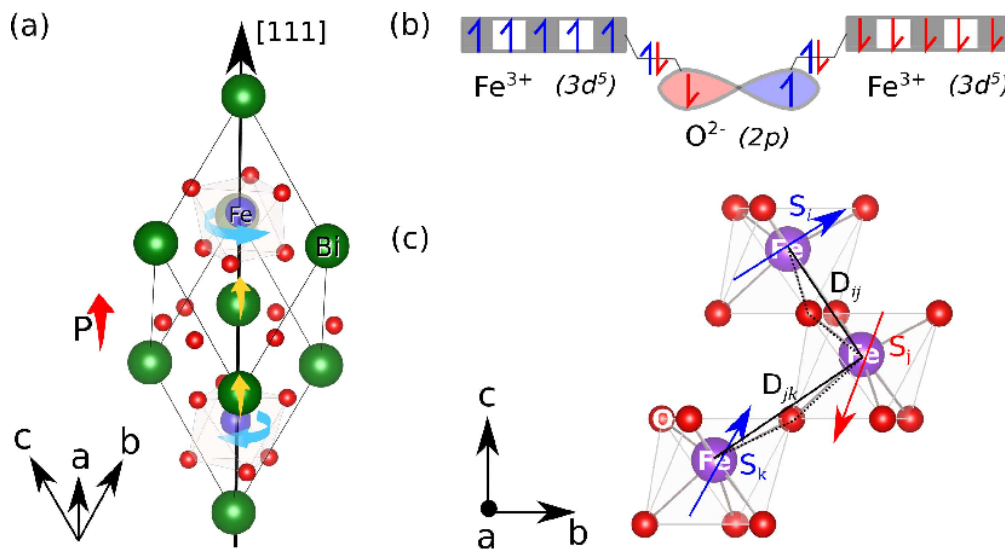 (a)
[111]
Fe
Bi
P
c
a
b
(b)
Fe³⁺ (3d⁵)
O²⁻ (2p)
Fe³⁺ (3d⁵)
(c)
Sᵢ
Fe
Dᵢⱼ
Fe
Sⱼ
Dⱼₖ
O
Fe
Sₖ
c
a
b